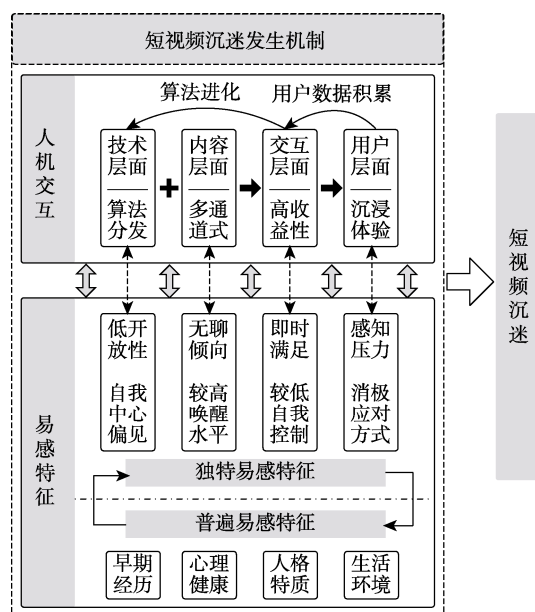 短视频沉迷发生机制
人机交互
算法进化
用户数据积累
技术
层面
算法
分发
+
内容
层面
多通
道式
交互
层面
高收
益性
用户
层面
沉浸
体验
易感特征
低开
放性
自我
中心
偏见
无聊
倾向
较高
唤醒
水平
即时
满足
较低
自我
控制
感知
压力
消极
应对
方式
独特易感特征
普遍易感特征
早期
经历
心理
健康
人格
特质
生活
环境
短视频沉迷